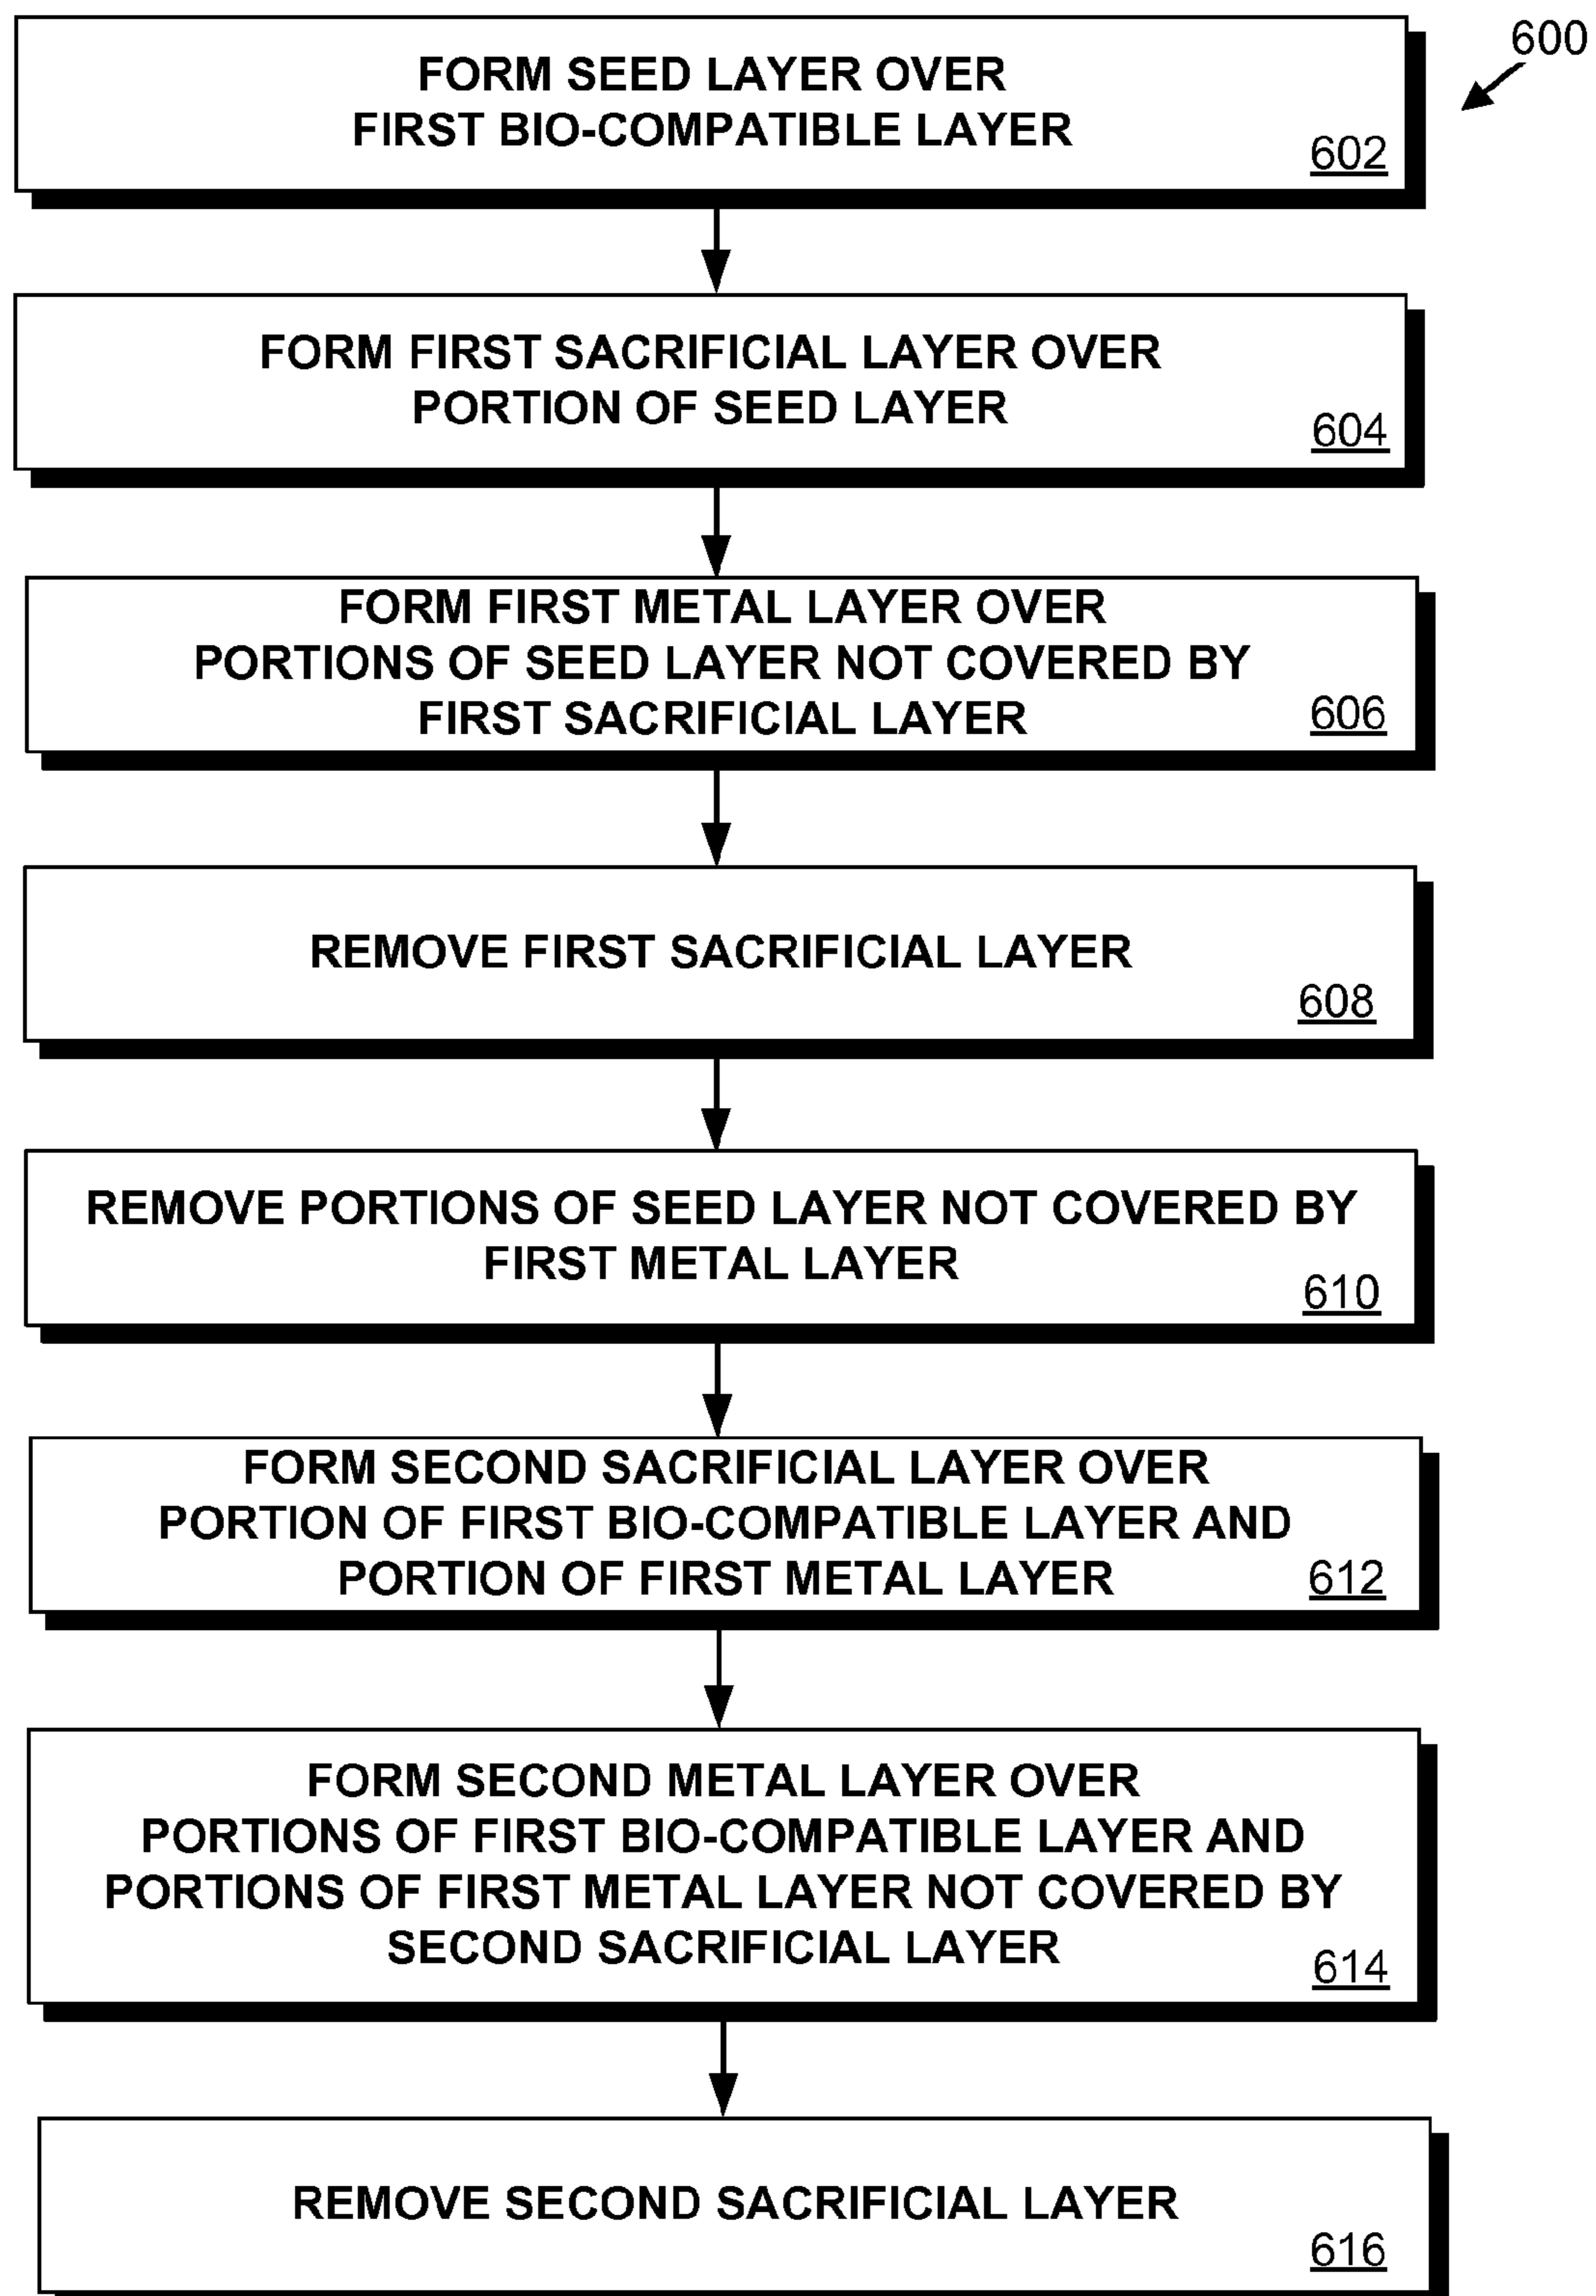 600
FORM SEED LAYER OVER
FIRST BIO-COMPATIBLE LAYER
602
FORM FIRST SACRIFICIAL LAYER OVER
PORTION OF SEED LAYER
604
FORM FIRST METAL LAYER OVER
PORTIONS OF SEED LAYER NOT COVERED BY
FIRST SACRIFICIAL LAYER
606
REMOVE FIRST SACRIFICIAL LAYER
608
REMOVE PORTIONS OF SEED LAYER NOT COVERED BY
FIRST METAL LAYER
610
FORM SECOND SACRIFICIAL LAYER OVER
PORTION OF FIRST BIO-COMPATIBLE LAYER AND
PORTION OF FIRST METAL LAYER
612
FORM SECOND METAL LAYER OVER
PORTIONS OF FIRST BIO-COMPATIBLE LAYER AND
PORTIONS OF FIRST METAL LAYER NOT COVERED BY
SECOND SACRIFICIAL LAYER
614
REMOVE SECOND SACRIFICIAL LAYER
616